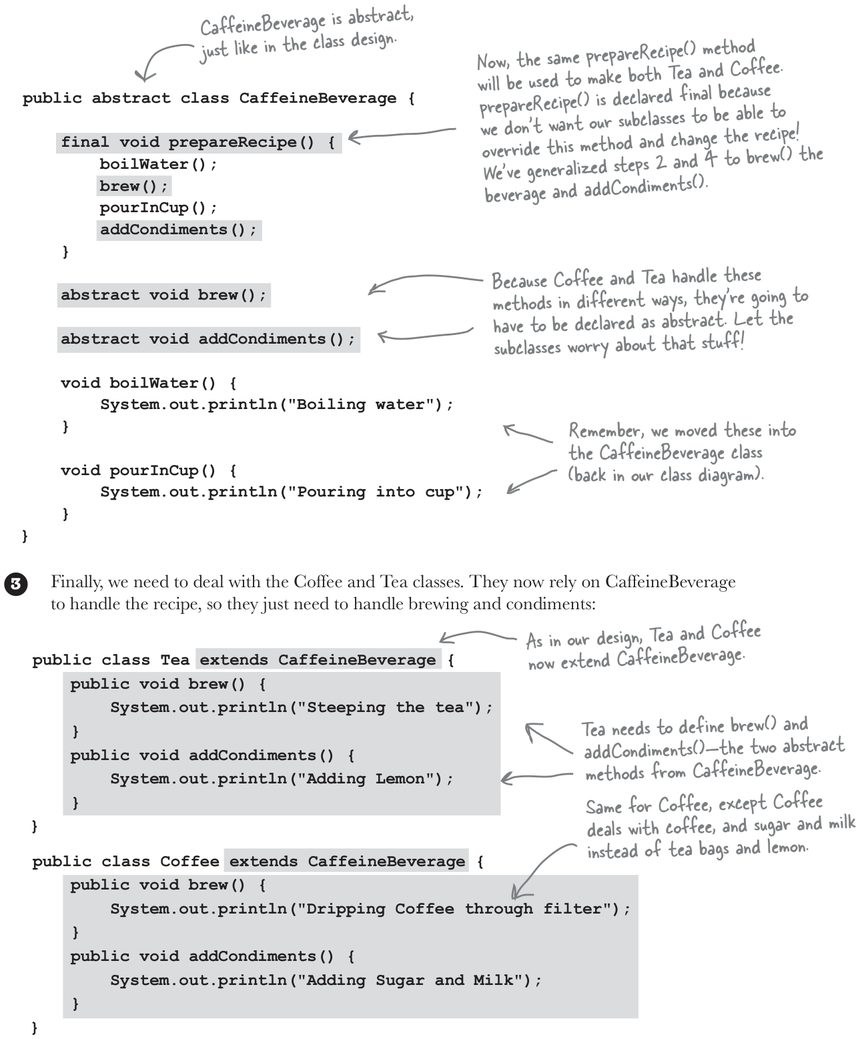 CaffeineBeverage is abstract,
just like in the class design.
public abstract class CaffeineBeverage {
Now, the same prepareRecipe() method
will be used to make both Tea and Coffee.
prepareRecipe() is declared final because
we don't want our subclasses to be able to
override this method and change the recipe!
We've generalized steps 2 and 4 to brew() the
beverage and addCondiments().
final void prepareRecipe() {
boilWater();
brew();
pourInCup();
addCondiments();
}
abstract void brew();
abstract void addCondiments();
Because Coffee and Tea handle these
methods in different ways, they're going to
have to be declared as abstract. Let the
subclasses worry about that stuff!
void boilWater() {
System.out.println("Boiling water");
}
void pourInCup() {
System.out.println("Pouring into cup");
}
}
Remember, we moved these into
the CaffeineBeverage class
(back in our class diagram).
3 Finally, we need to deal with the Coffee and Tea classes. They now rely on CaffeineBeverage
to handle the recipe, so they just need to handle brewing and condiments:
As in our design, Tea and Coffee
now extend CaffeineBeverage.
public class Tea extends CaffeineBeverage {
public void brew() {
System.out.println("Steeping the tea");
}
public void addCondiments() {
System.out.println("Adding Lemon");
}
}
Tea needs to define brew() and
addCondiments()—the two abstract
methods from CaffeineBeverage.
Same for Coffee, except Coffee
deals with coffee, and sugar and milk
instead of tea bags and lemon.
public class Coffee extends CaffeineBeverage {
public void brew() {
System.out.println("Dripping Coffee through filter");
}
public void addCondiments() {
System.out.println("Adding Sugar and Milk");
}
}